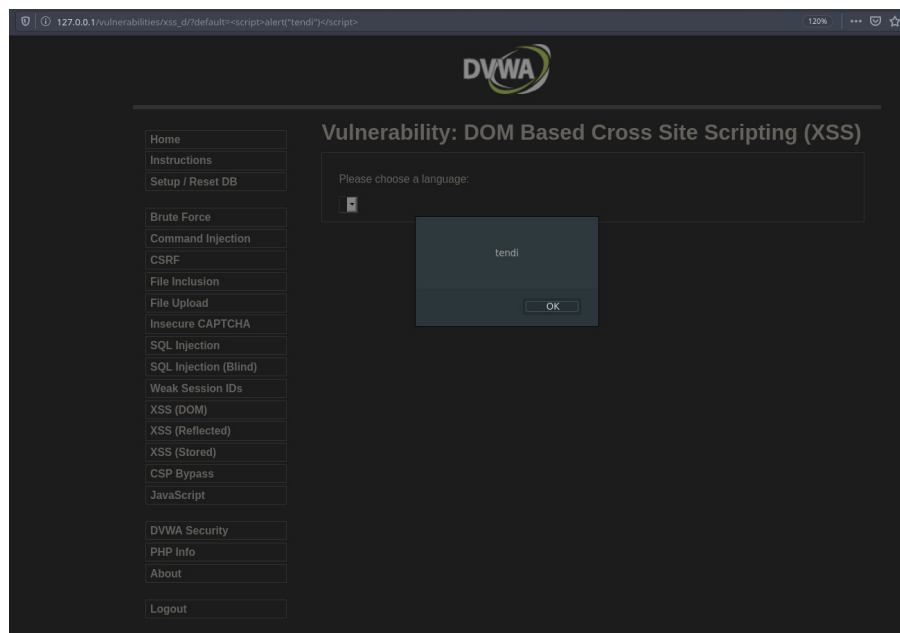 127.0.0.1/vulnerabilities/xss_d/?default=<script>alert("tendi")</script>
120%
DVWA
Home
Instructions
Setup / Reset DB
Brute Force
Command Injection
CSRF
File Inclusion
File Upload
Insecure CAPTCHA
SQL Injection
SQL Injection (Blind)
Weak Session IDs
XSS (DOM)
XSS (Reflected)
XSS (Stored)
CSP Bypass
JavaScript
DVWA Security
PHP Info
About
Logout
Vulnerability: DOM Based Cross Site Scripting (XSS)
Please choose a language:
tendi
OK